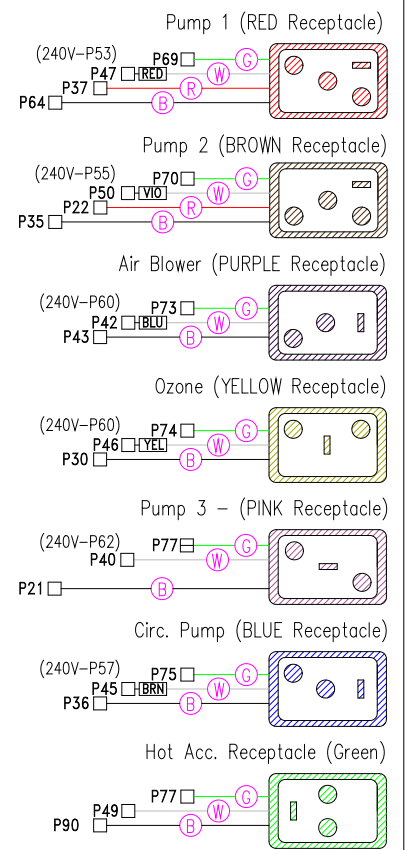 Pump 1 (RED Receptacle)
(240V-P53) P69 G
P47 RED W
P37 R
P64 B
Pump 2 (BROWN Receptacle)
(240V-P55) P70 G
P50 VIO W
P22 R
P35 B
Air Blower (PURPLE Receptacle)
(240V-P60) P73 G
P42 BLU W
P43 B
Ozone (YELLOW Receptacle)
(240V-P60) P74 G
P46 YEL W
P30 B
Pump 3 - (PINK Receptacle)
(240V-P62) P77 G
P40 W
P21 B
Circ. Pump (BLUE Receptacle)
(240V-P57) P75 G
P45 BRN W
P36 B
Hot Acc. Receptacle (Green)
P77 G
P49 W
P90 B